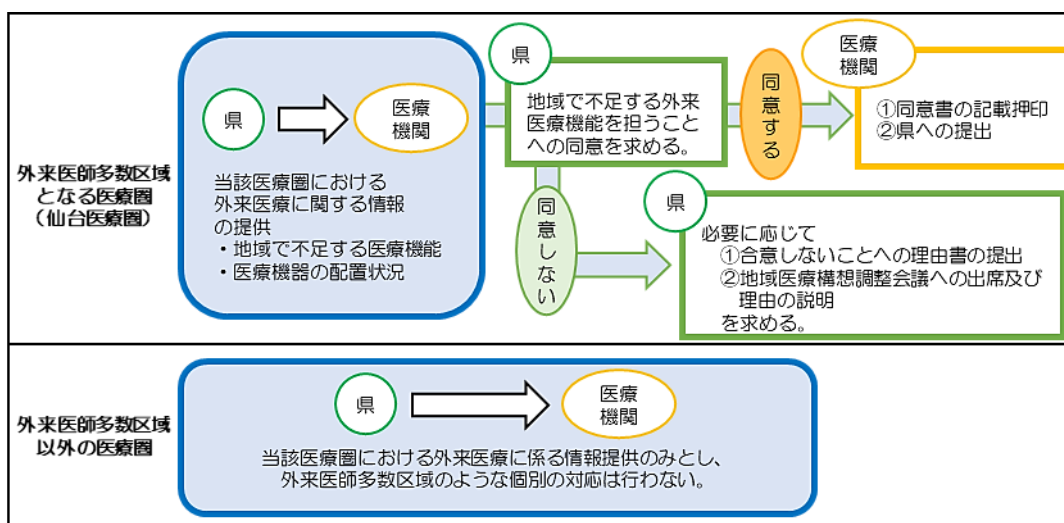 外来医師多数区域
となる医療圏
(仙台医療圏)
県
医療
機関
当該医療圏における
外来医療に関する情報
の提供
・地域で不足する医療機能
・医療機器の配置状況
県
地域で不足する外来
医療機能を担うこと
への同意を求める。
同意する
医療
機関
①同意書の記載押印
②県への提出
同意しない
県
必要に応じて
①合意しないことへの理由書の提出
②地域医療構想調整会議への出席及び
理由の説明
を求める。
外来医師多数区域
以外の医療圏
県
医療
機関
当該医療圏における外来医療に係る情報提供のみとし、
外来医師多数区域のような個別の対応は行わない。